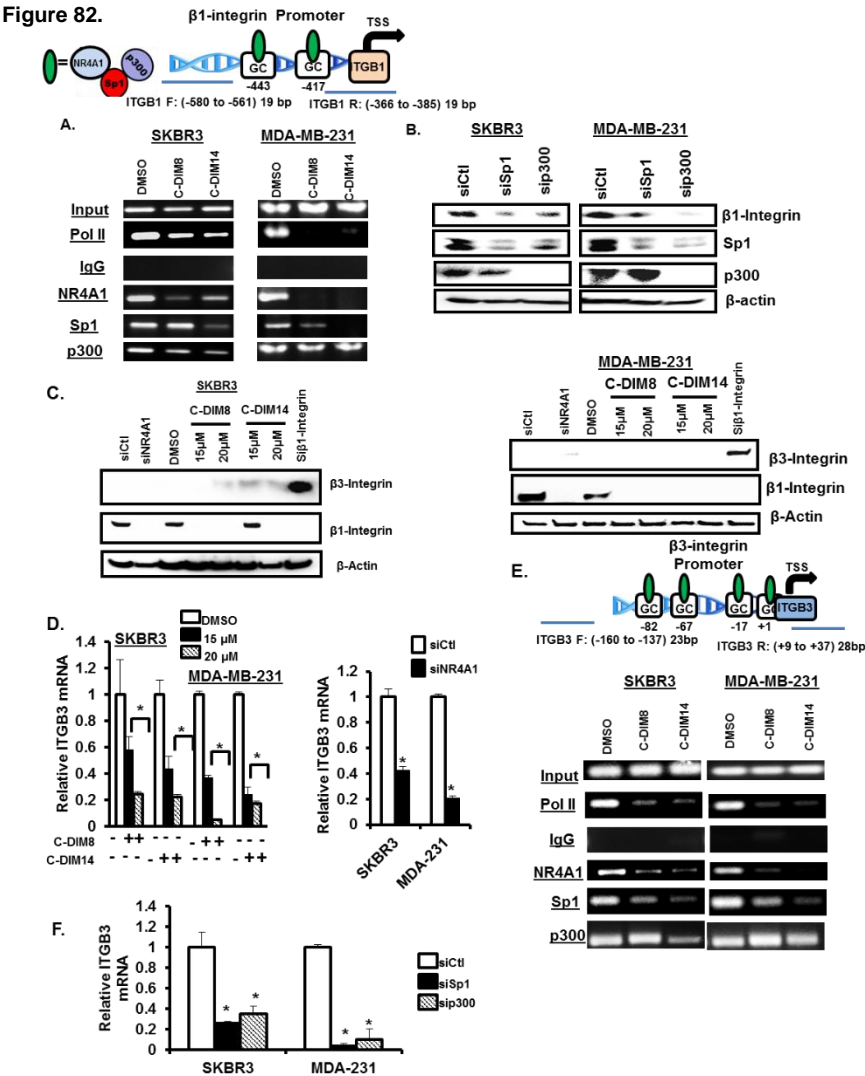 Figure 82.
β1-integrin Promoter
TSS
= NR4A1 p300 Sp1
GC GC ITGB1
-443 -417
ITGB1 F: (-580 to -561) 19 bp ITGB1 R: (-366 to -385) 19 bp
A.
SKBR3 MDA-MB-231
DMSO C-DIM8 C-DIM14 DMSO C-DIM8 C-DIM14
Input
Pol II
IgG
NR4A1
Sp1
p300
B.
SKBR3 MDA-MB-231
siCtl siSp1 sip300 siCtl siSp1 sip300
β1-Integrin
Sp1
p300
β-actin
C.
SKBR3
C-DIM8 C-DIM14
siCtl siNR4A1 DMSO 15μM 20μM 15μM 20μM Siβ1-Integrin
β3-Integrin
β1-Integrin
β-Actin
MDA-MB-231
C-DIM8 C-DIM14
siCtl siNR4A1 DMSO 15μM 20μM 15μM 20μM Siβ1-Integrin
β3-Integrin
β1-Integrin
β-Actin
D.
DMSO
15 μM
20 μM
SKBR3
MDA-MB-231
Relative ITGB3 mRNA
1.4
1.2
1
0.8
0.6
0.4
0.2
0
* * * *
C-DIM8 - + + - - - - + + - - -
C-DIM14 - - - - + + - - - - + +
siCtl
siNR4A1
Relative ITGB3 mRNA
1.2
1
0.8
0.6
0.4
0.2
0
* *
SKBR3 MDA-231
E.
β3-integrin
Promoter
TSS
GC GC GC GC ITGB3
-82 -67 -17 +1
ITGB3 F: (-160 to -137) 23bp ITGB3 R: (+9 to +37) 28bp
SKBR3 MDA-MB-231
DMSO C-DIM8 C-DIM14 DMSO C-DIM8 C-DIM14
Input
Pol II
IgG
NR4A1
Sp1
p300
F.
Relative ITGB3
mRNA
1.4
1.2
1
0.8
0.6
0.4
0.2
0
* * * *
SKBR3 MDA-231
siCtl
siSp1
sip300